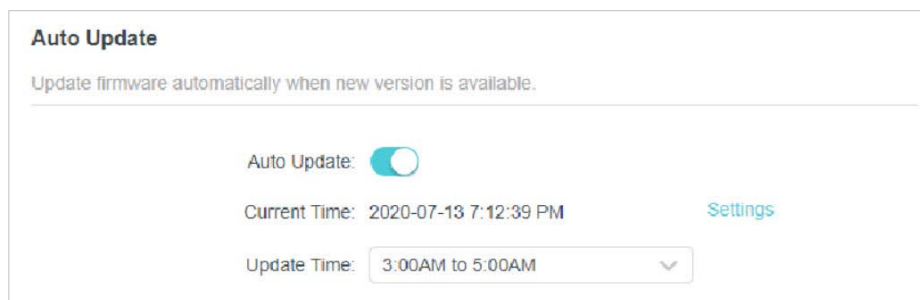 Auto Update
Update firmware automatically when new version is available.
Auto Update:
Current Time: 2020-07-13 7:12:39 PM Settings
Update Time: 3:00AM to 5:00AM